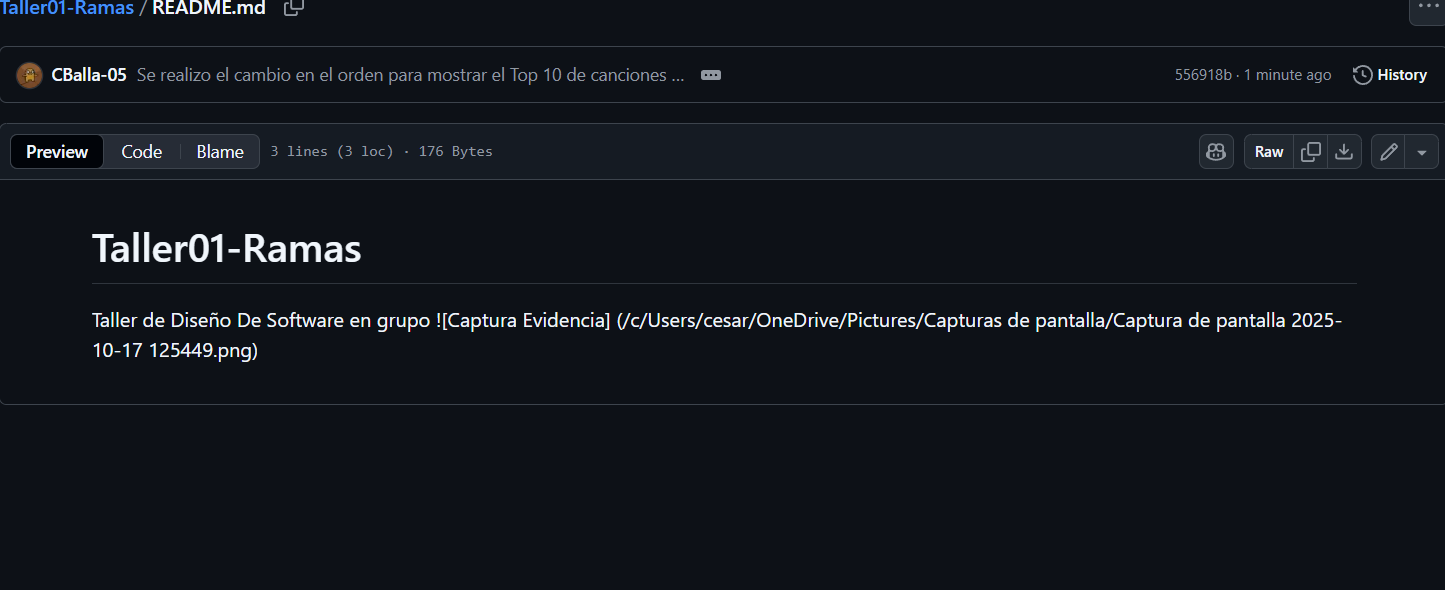 Taller01-Ramas / README.md
CBalla-05 Se realizo el cambio en el orden para mostrar el Top 10 de canciones ... 556918b · 1 minute ago History
Preview Code Blame 3 lines (3 loc) · 176 Bytes Raw
Taller01-Ramas
Taller de Diseño De Software en grupo ![Captura Evidencia] (/c/Users/cesar/OneDrive/Pictures/Capturas de pantalla/Captura de pantalla 2025-
10-17 125449.png)